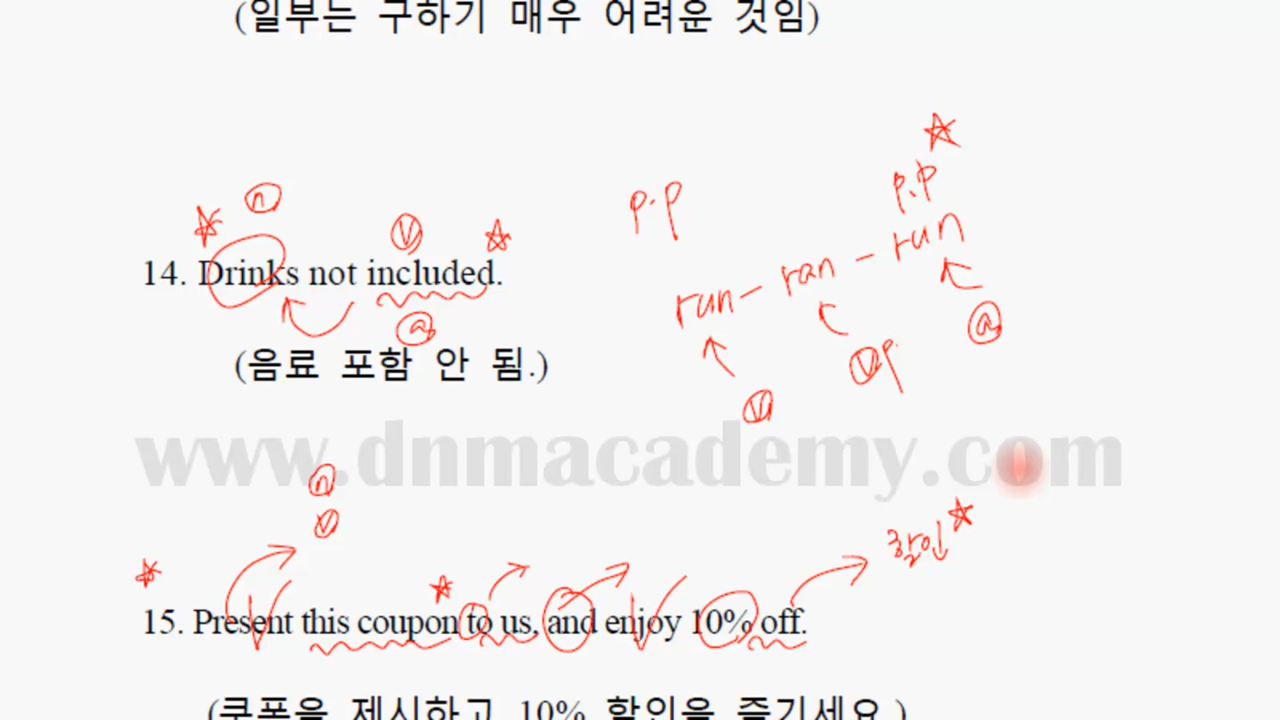 (일부는 구하기 매우 어려운 것임)
p.p
p.p
n
v
run - ran - run
14. Drinks not included.
a
a
(음료 포함 안 됨.)
vp.
v
www.dnmacademy.com
n
v
할인
15. Present this coupon to us, and enjoy 10% off.
(쿠폰을 제시하고 10% 할인을 즐기세요.)